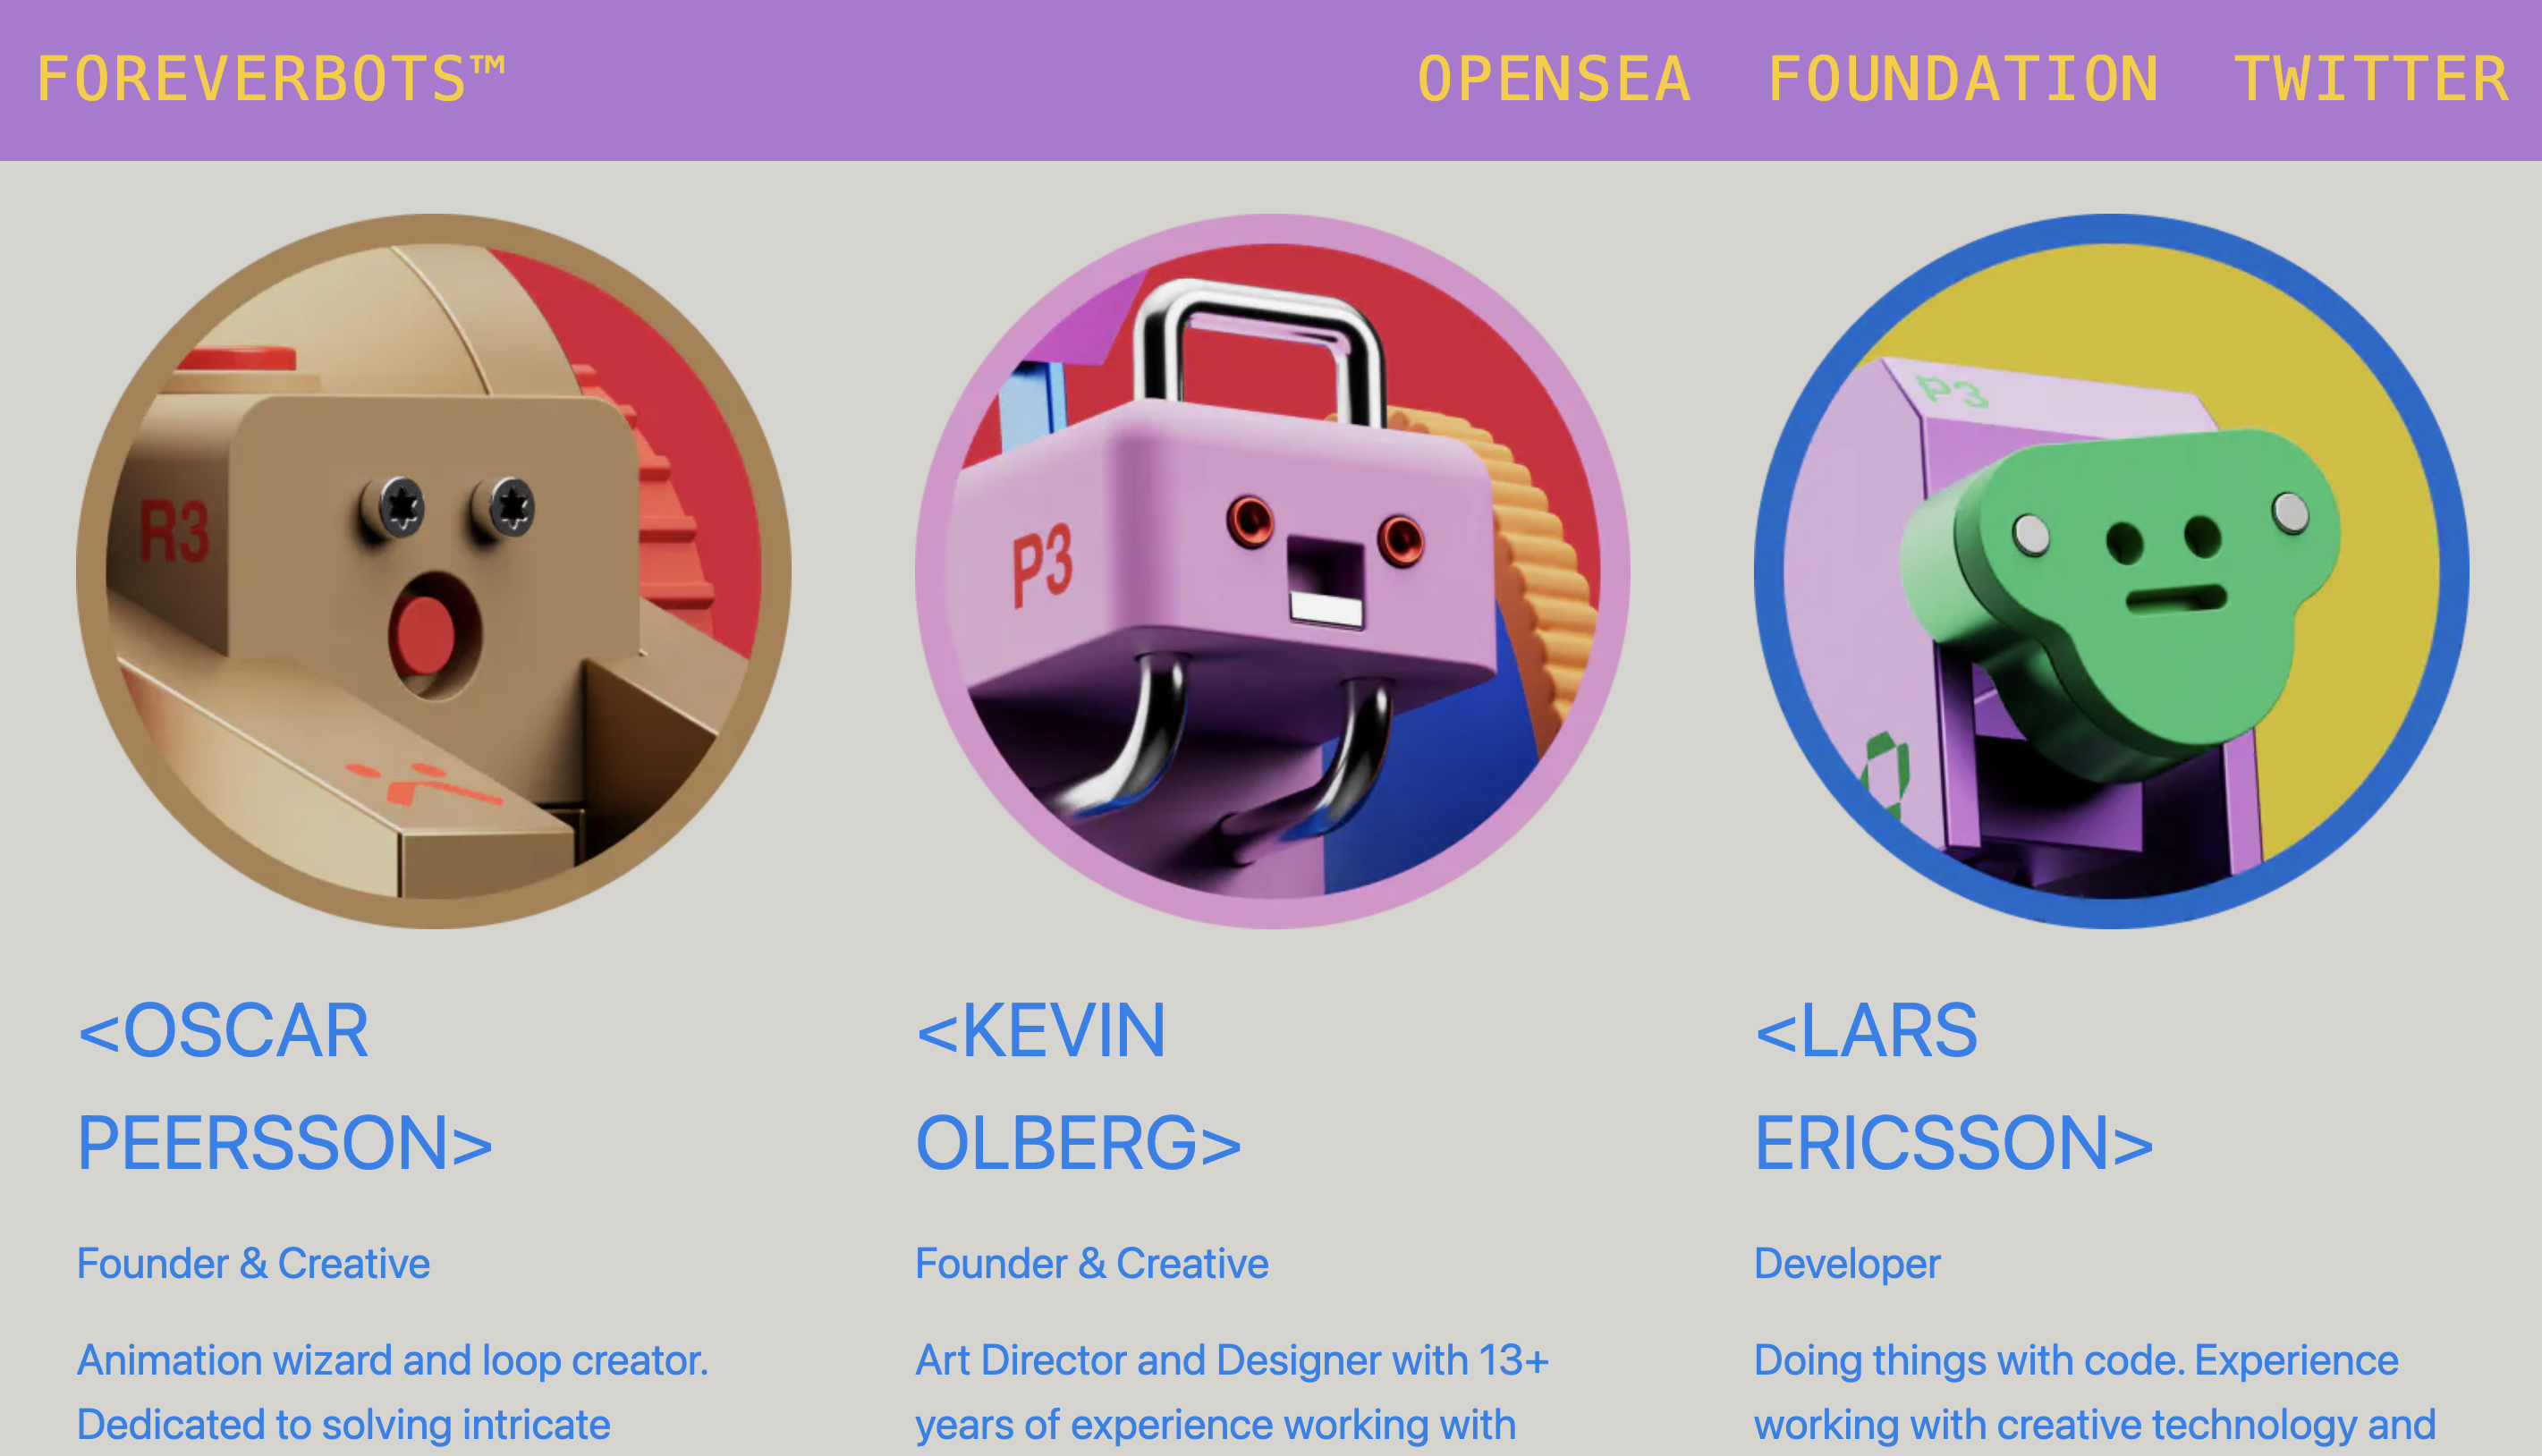 FOREVERBOTS™
OPENSEA FOUNDATION TWITTER
R3
P3
P3
<OSCAR
PEERSSON>
Founder & Creative
Animation wizard and loop creator.
Dedicated to solving intricate
<KEVIN
OLBERG>
Founder & Creative
Art Director and Designer with 13+
years of experience working with
<LARS
ERICSSON>
Developer
Doing things with code. Experience
working with creative technology and